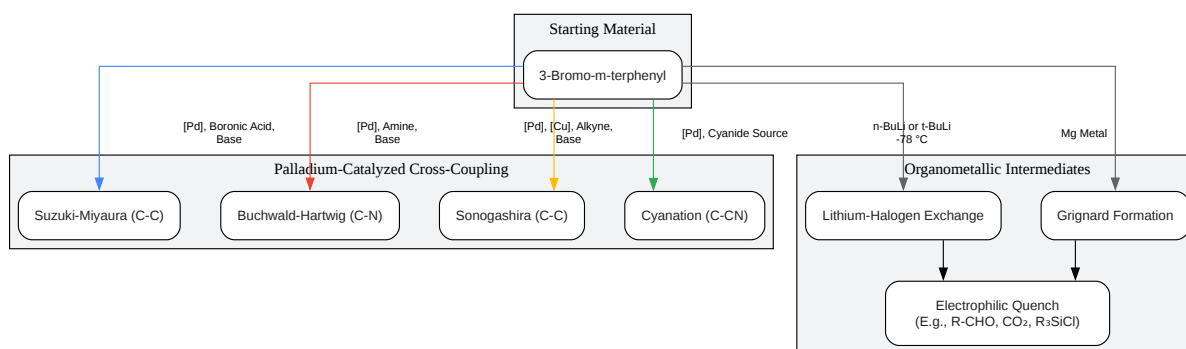 Starting Material
3-Bromo-m-terphenyl
[Pd], Boronic Acid,
Base
[Pd], Amine,
Base
[Pd], [Cu], Alkyne,
Base
[Pd], Cyanide Source
n-BuLi or t-BuLi
-78 °C
Mg Metal
Palladium-Catalyzed Cross-Coupling
Organometallic Intermediates
Suzuki-Miyaura (C-C)
Buchwald-Hartwig (C-N)
Sonogashira (C-C)
Cyanation (C-CN)
Lithium-Halogen Exchange
Grignard Formation
Electrophilic Quench
(E.g., R-CHO, CO₂, R₃SiCl)